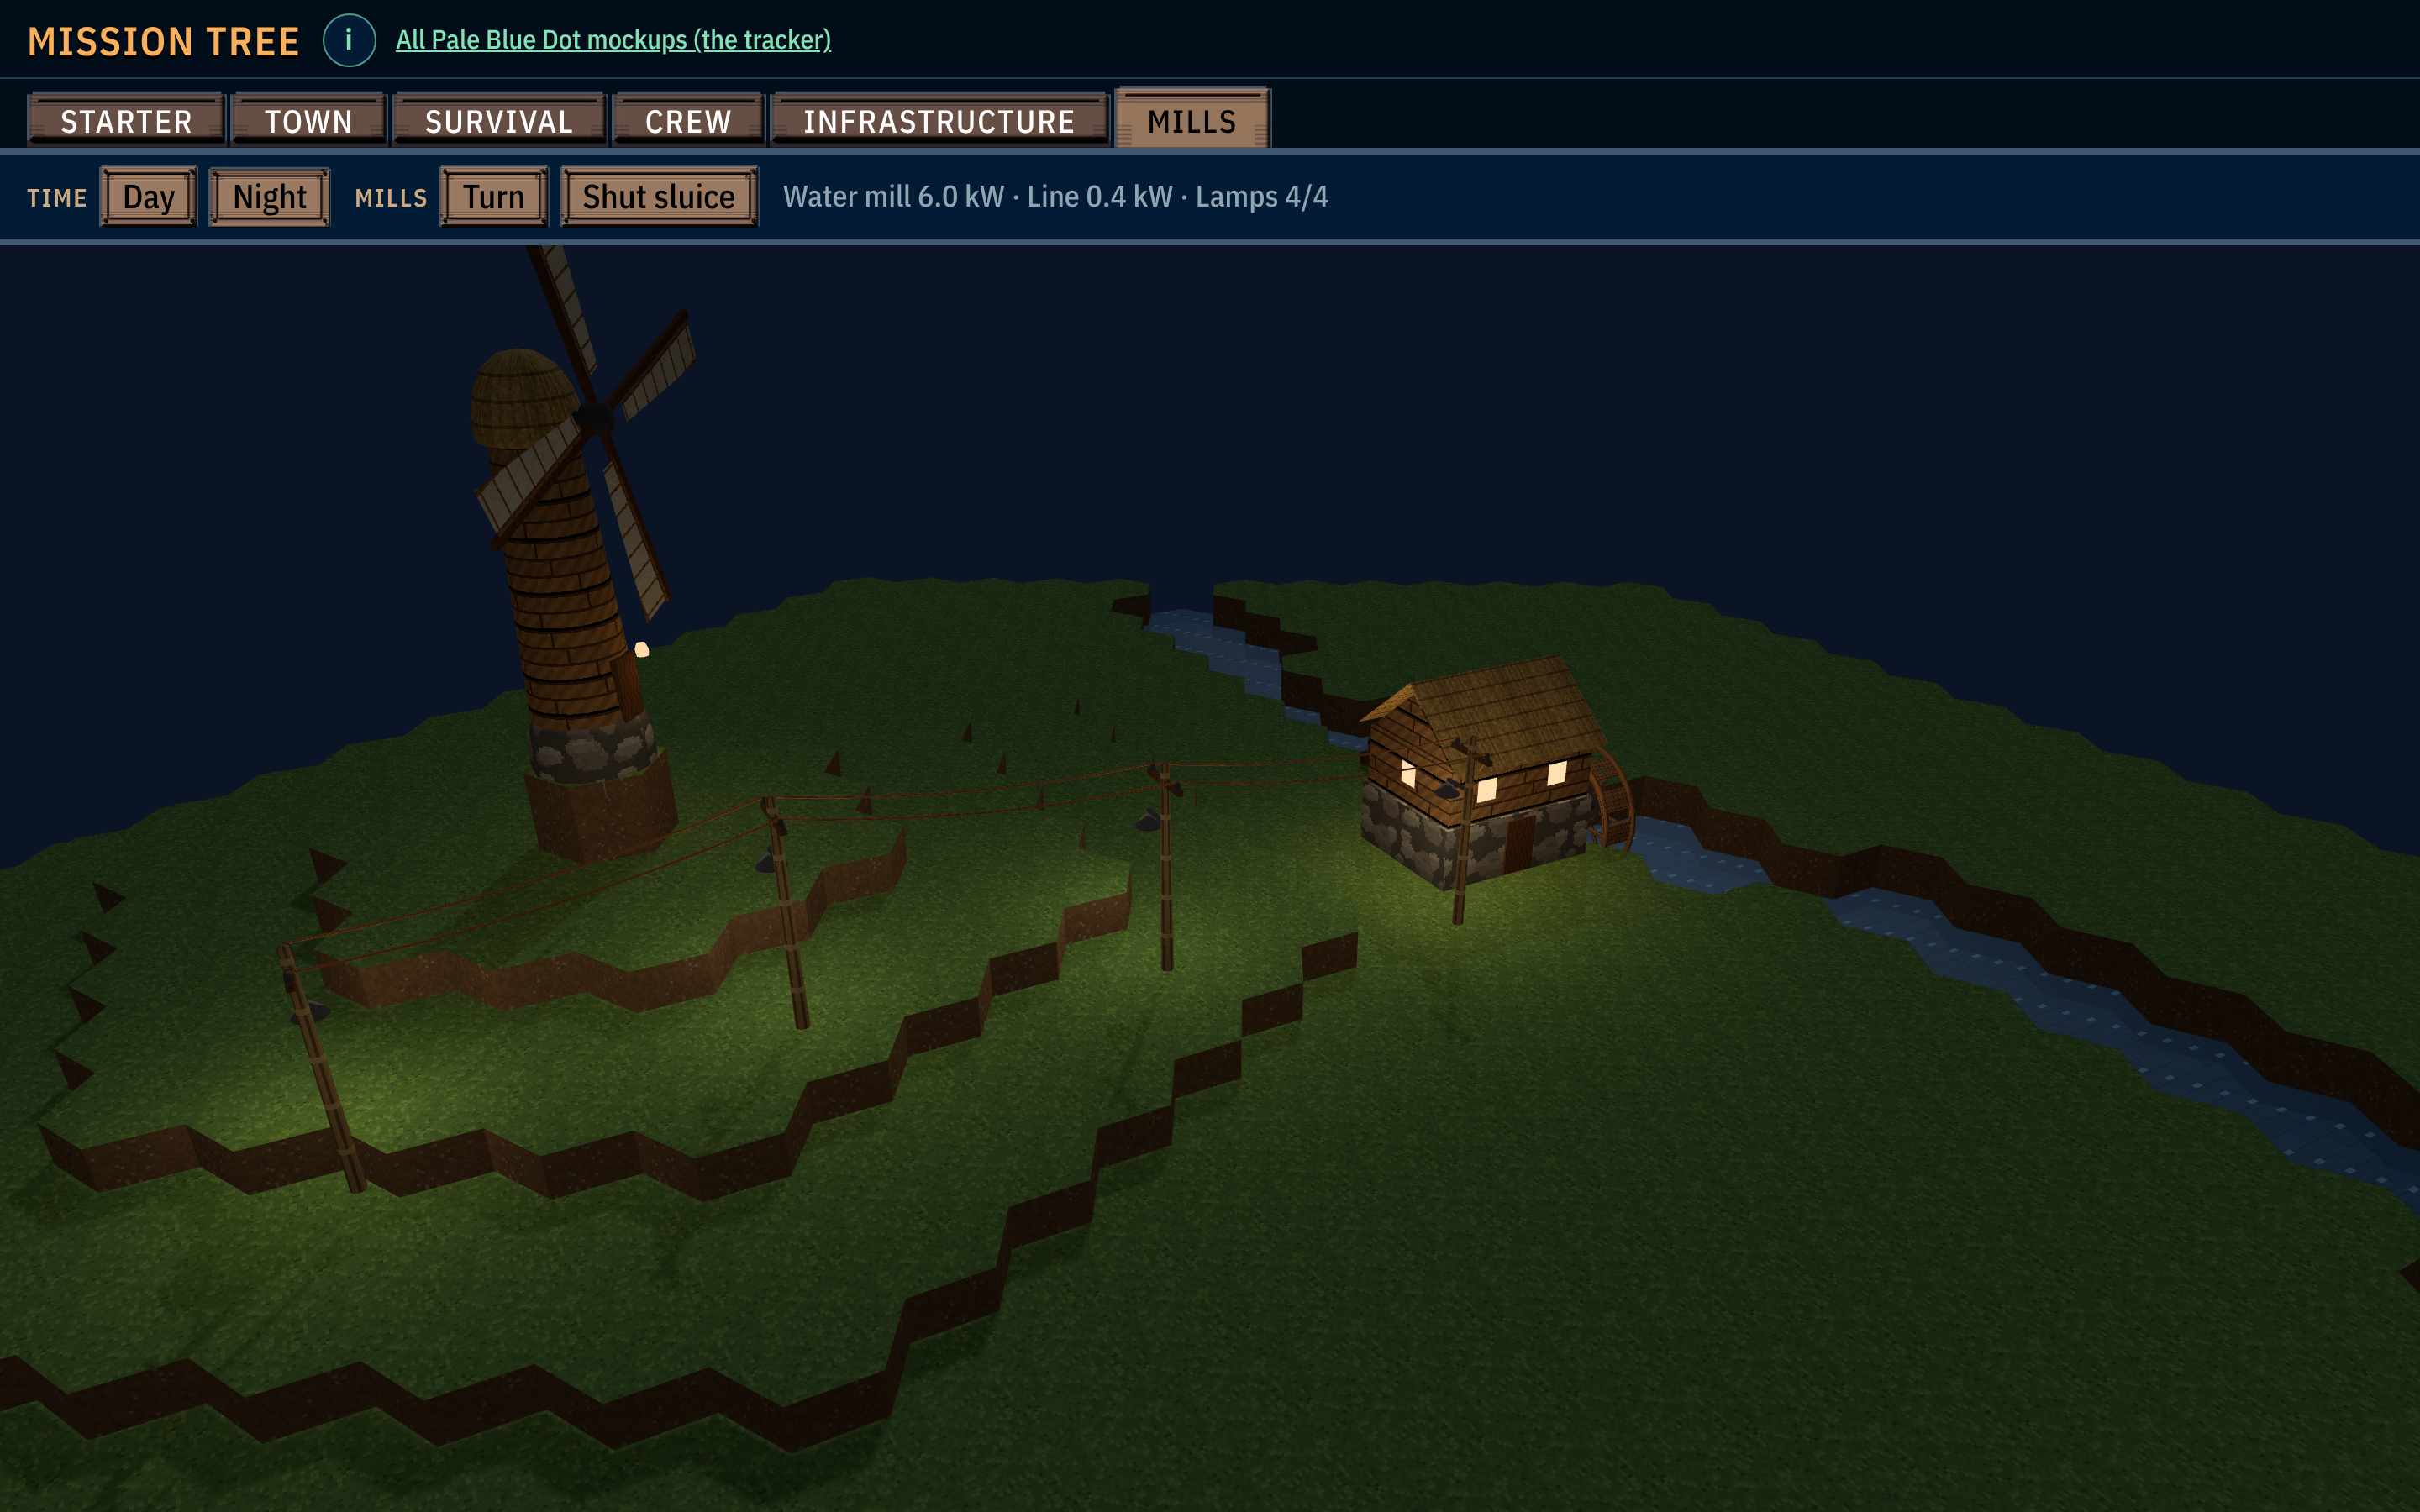 MISSION TREE i All Pale Blue Dot mockups (the tracker)
STARTER TOWN SURVIVAL CREW INFRASTRUCTURE MILLS
TIME Day Night MILLS Turn Shut sluice Water mill 6.0 kW · Line 0.4 kW · Lamps 4/4